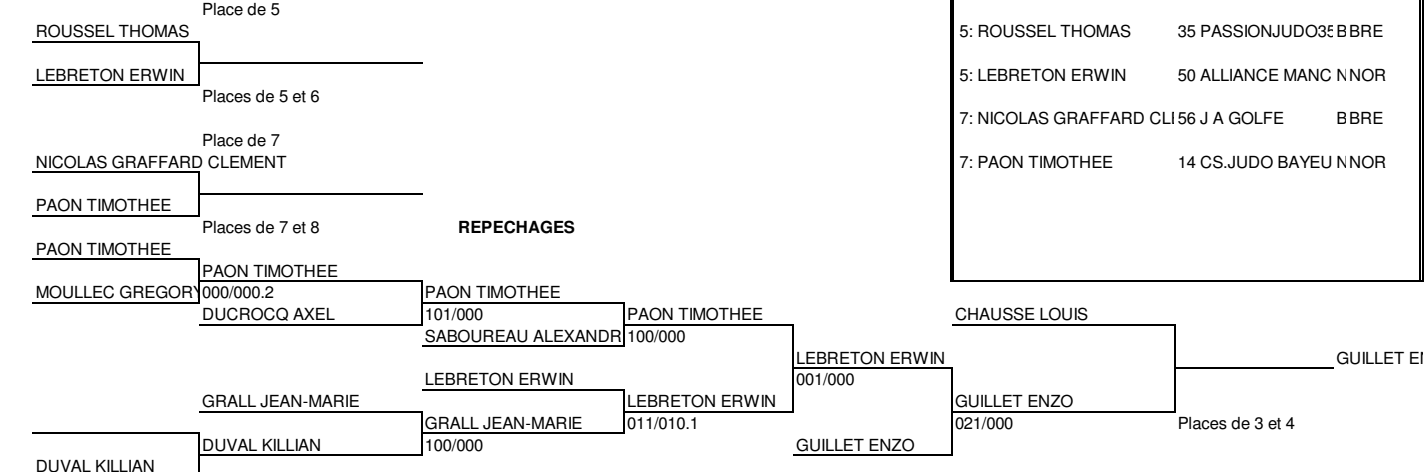 Place de 5
ROUSSEL THOMAS
5: ROUSSEL THOMAS 35 PASSIONJUDO35 BBRE
LEBRETON ERWIN
5: LEBRETON ERWIN 50 ALLIANCE MANC NNOR
Places de 5 et 6
7: NICOLAS GRAFFARD CLI 56 J A GOLFE BBRE
Place de 7
NICOLAS GRAFFARD CLEMENT
7: PAON TIMOTHEE 14 CS.JUDO BAYEU NNOR
PAON TIMOTHEE
Places de 7 et 8
REPECHAGES
PAON TIMOTHEE
PAON TIMOTHEE
MOULLEC GREGORY 000/000.2 PAON TIMOTHEE
DUCROCQ AXEL 101/000 PAON TIMOTHEE CHAUSSE LOUIS
SABOUREAU ALEXANDR 100/000
LEBRETON ERWIN GUILLET EN
LEBRETON ERWIN 001/000
GRALL JEAN-MARIE LEBRETON ERWIN GUILLET ENZO
GRALL JEAN-MARIE 011/010.1 021/000 Places de 3 et 4
DUVAL KILLIAN 100/000 GUILLET ENZO
DUVAL KILLIAN